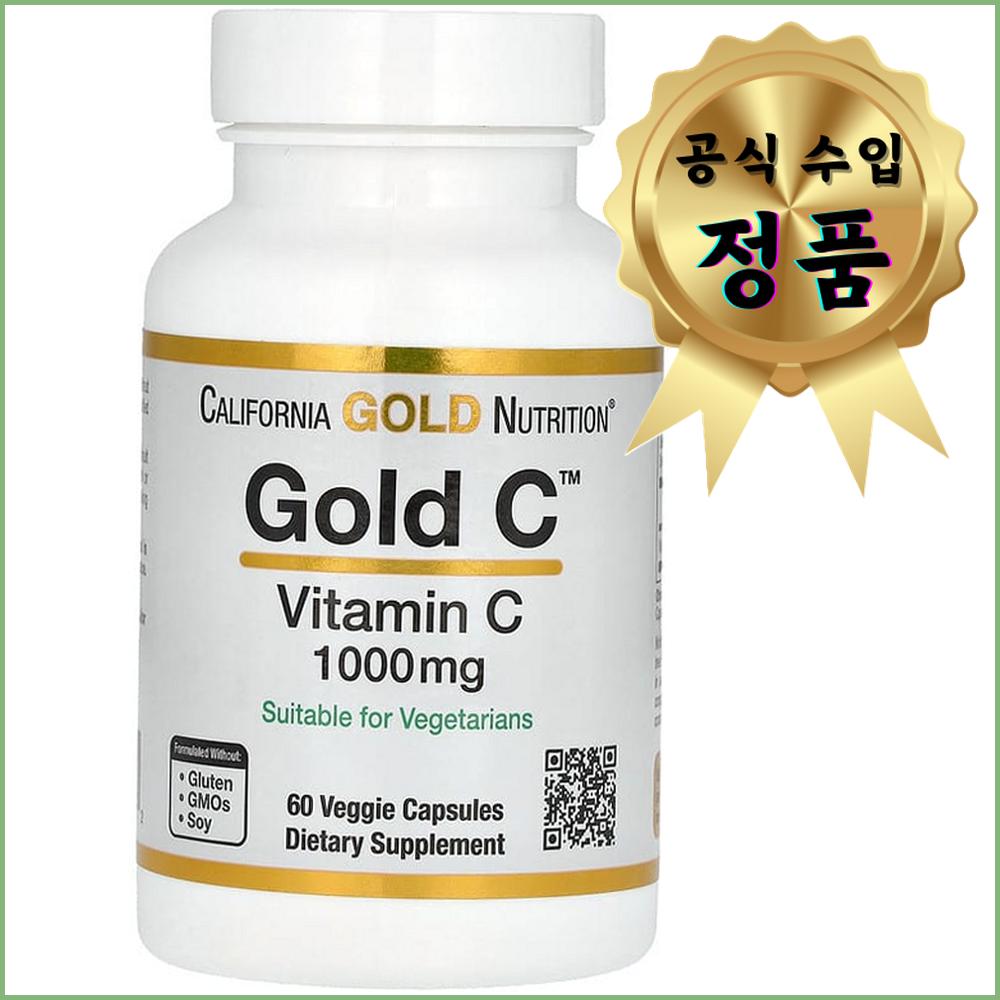 공식 수입
정품
CALIFORNIA GOLD NUTRITION®
Gold C™
Vitamin C
1000mg
Suitable for Vegetarians
Formulated Without:
• Gluten
• GMOs
• Soy
60 Veggie Capsules
Dietary Supplement